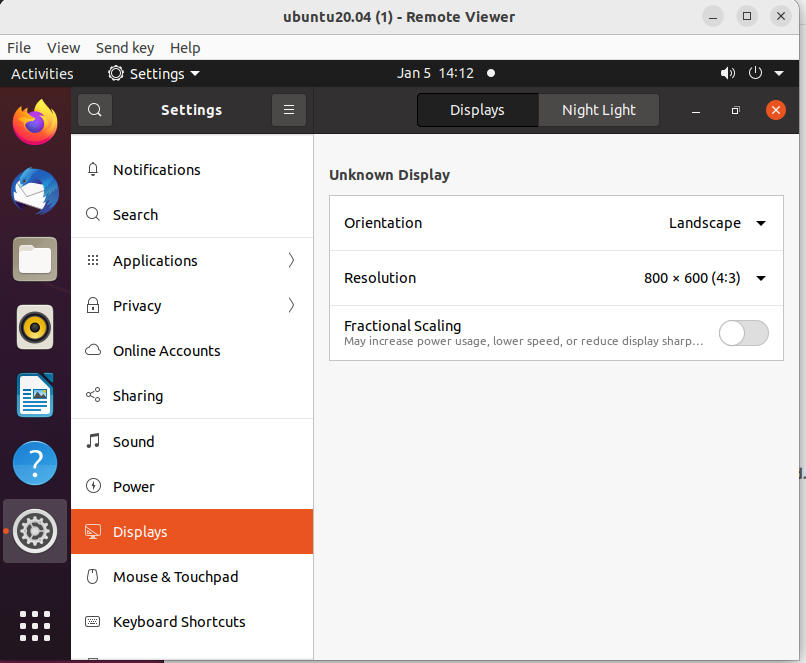 ubuntu20.04 (1) - Remote Viewer
File View Send key Help
Activities Settings Jan 5 14:12
Settings Displays Night Light
Notifications
Search
Applications
Privacy
Online Accounts
Sharing
Sound
Power
Displays
Mouse & Touchpad
Keyboard Shortcuts
Unknown Display
Orientation Landscape
Resolution 800 × 600 (4:3)
Fractional Scaling
May increase power usage, lower speed, or reduce display sharp…